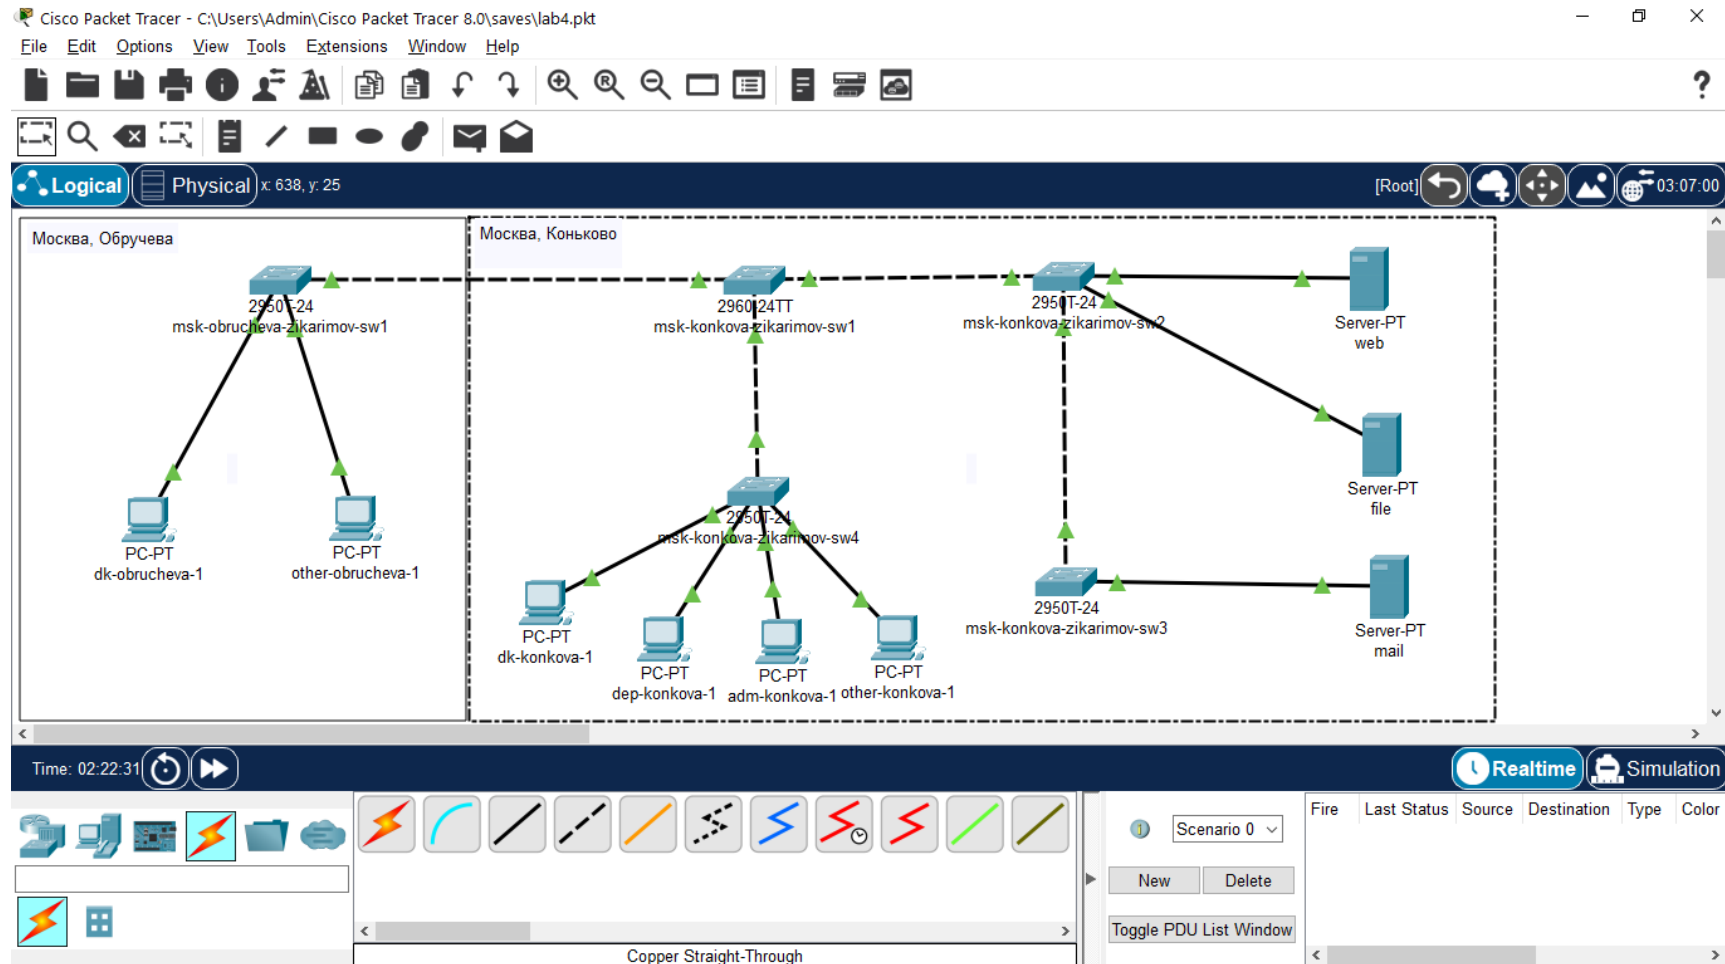 Cisco Packet Tracer - C:\Users\Admin\Cisco Packet Tracer 8.0\saves\lab4.pkt
File Edit Options View Tools Extensions Window Help
Logical Physical x: 638, y: 25 [Root] 03:07:00
Москва, Обручева
Москва, Коньково
2950T-24
msk-obrucheva-zikarimov-sw1
2960-24TT
msk-konkova-zikarimov-sw1
2950T-24
msk-konkova-zikarimov-sw2
Server-PT
web
Server-PT
file
2950T-24
msk-konkova-zikarimov-sw4
PC-PT
dk-obrucheva-1
PC-PT
other-obrucheva-1
PC-PT
dk-konkova-1
PC-PT
dep-konkova-1
PC-PT
adm-konkova-1
PC-PT
other-konkova-1
2950T-24
msk-konkova-zikarimov-sw3
Server-PT
mail
Time: 02:22:31 Realtime Simulation
Scenario 0
New Delete
Toggle PDU List Window
Fire Last Status Source Destination Type Color
Copper Straight-Through